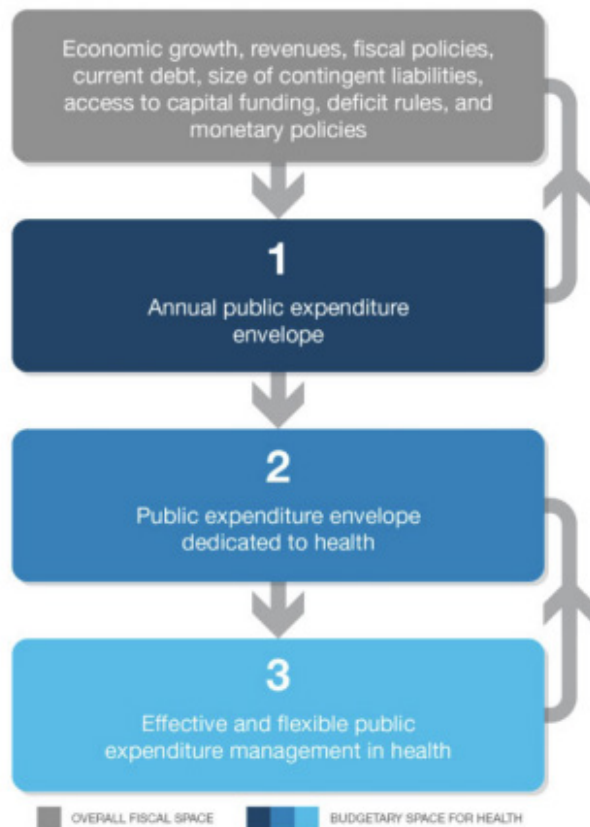 Economic growth, revenues, fiscal policies,
current debt, size of contingent liabilities,
access to capital funding, deficit rules, and
monetary policies
1
Annual public expenditure
envelope
2
Public expenditure envelope
dedicated to health
3
Effective and flexible public
expenditure management in health
OVERALL FISCAL SPACE
BUDGETARY SPACE FOR HEALTH